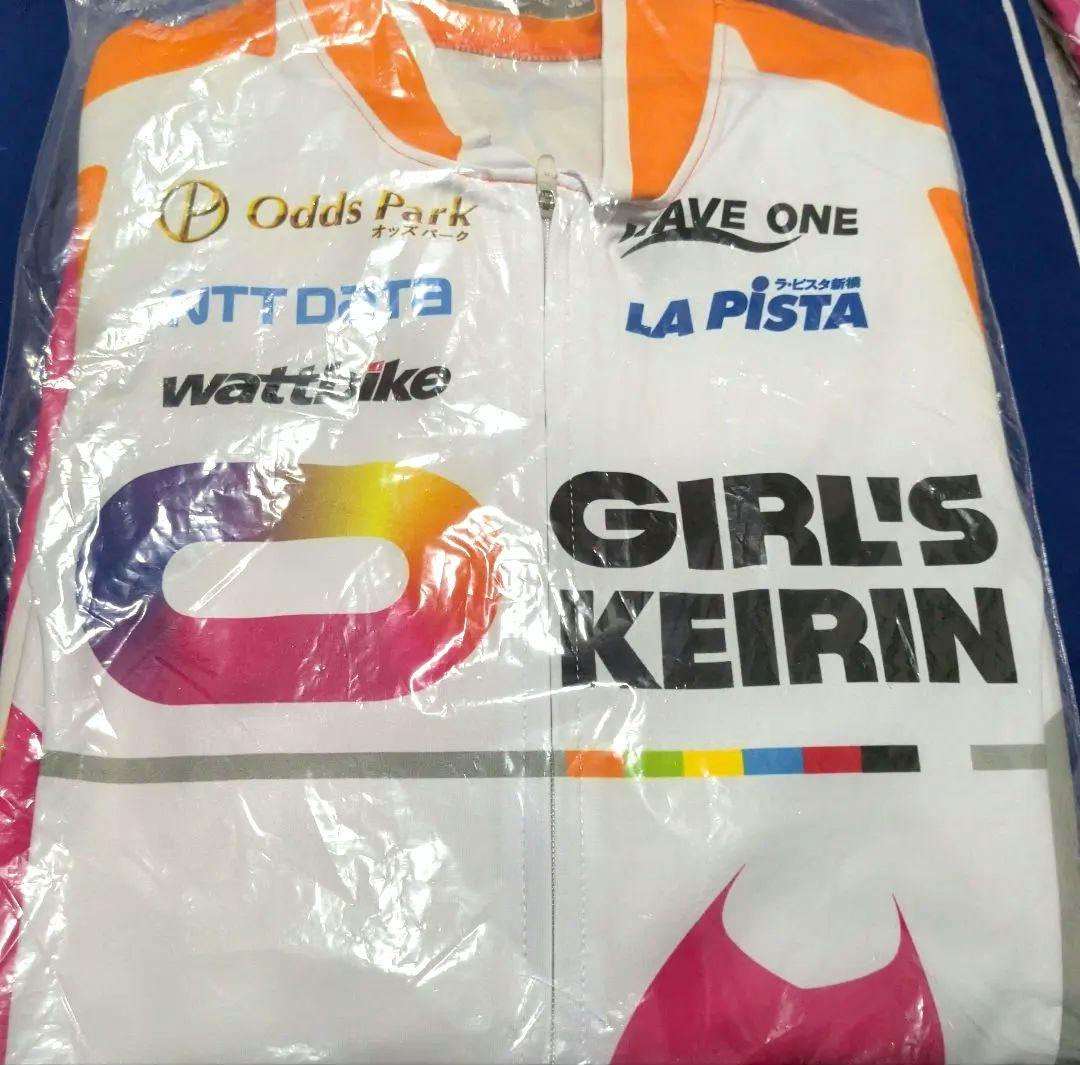 Odds Park
オッズパーク
NTT DATA
wattbike
WAVE ONE
ラ・ピスタ新橋
LA PISTA
GIRL'S
KEIRIN